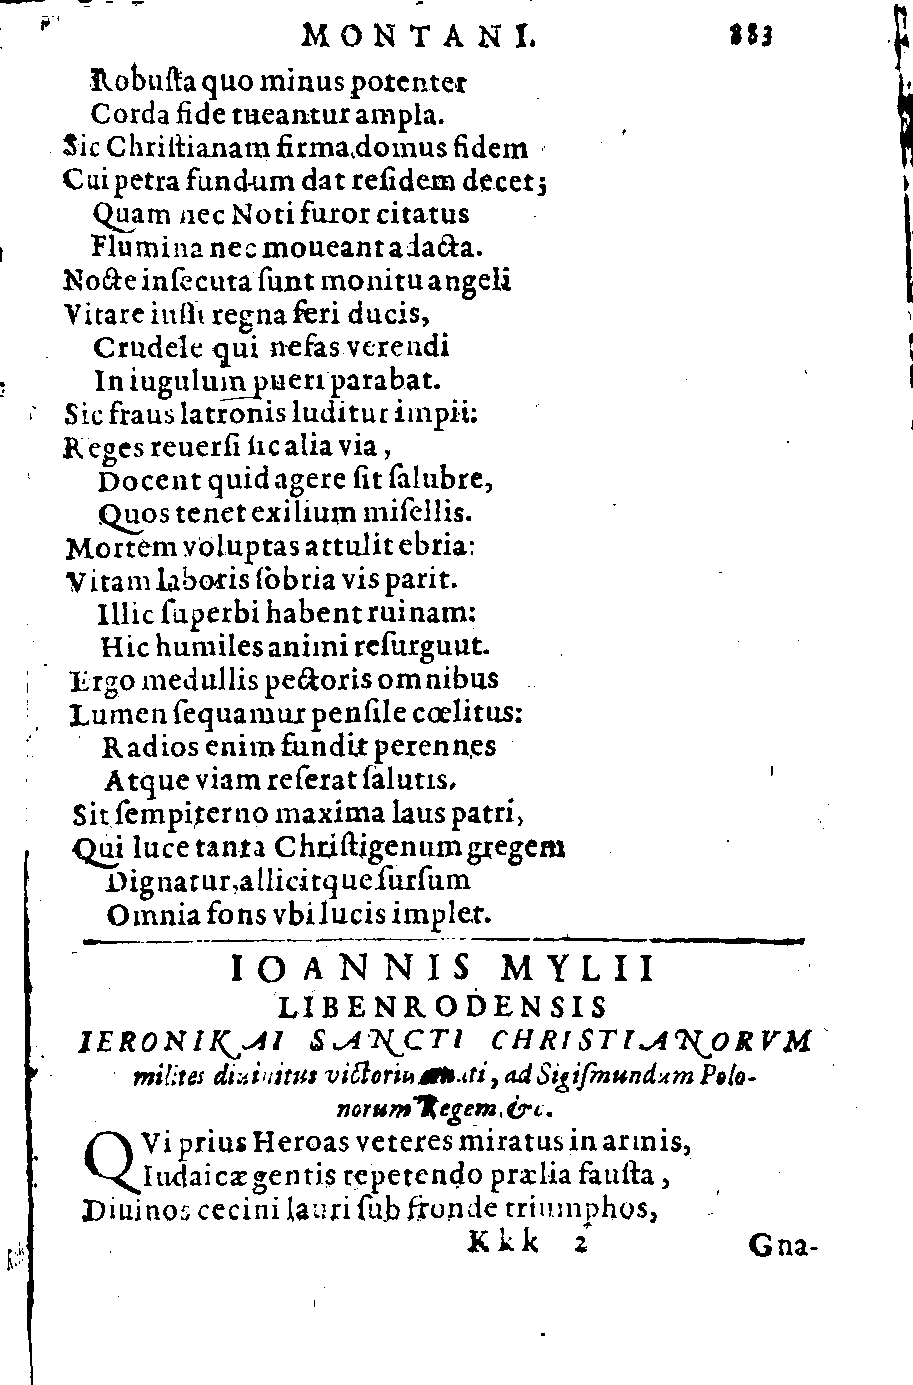 MONTANI. 883
Robuſta quo minus potenter
Corda fide tueantur ampla.
Sic Chriſtianam firma, domus fidem
Cui petra fundum dat reſidem decet;
Quam nec Noti furor citatus
Flumina nec moueant adacta.
Nocte inſecuta ſunt monitu angeli
Vitare iuſti regna feri ducis,
Crudele qui nefas verendi
In iugulum pueri parabat.
Sic fraus latronis luditur impii:
Reges reuerſi ſic alia via,
Docent quid agere ſit ſalubre,
Quos tenet exilium miſellis.
Mortem voluptas attulit ebria:
Vitam laboris ſobria vis parit.
Illic ſuperbi habent ruinam:
Hic humiles animi reſurguut.
Ergo medullis pectoris omnibus
Lumen ſequamur penſile cœlitus:
Radios enim fundit perennes
Atque viam reſerat ſalutis.
Sit ſempiterno maxima laus patri,
Qui luce tanta Chriſtigenum gregem
Dignatur, allicitque ſurſum
Omnia fons vbi lucis implet.
IOANNIS MYLII
LIBENRODENSIS
IERONIKAI SANCTI CHRISTIANORVM
milites diuinitus victoria, ad Sigiſmundum Polo-
norum Regem, &c.
QVi prius Heroas veteres miratus in armis,
Iudaicæ gentis repetendo prælia fauſta,
Diuinos cecini lauri ſub fronde triumphos,
Kkk 2 Gna-